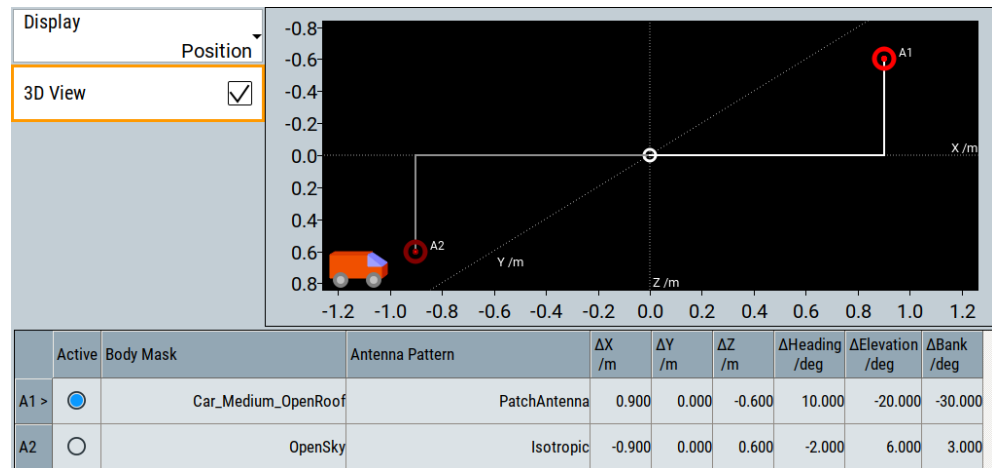 Display
Position
3D View
-0.8
-0.6
-0.4
-0.2
0.0
0.2
0.4
0.6
0.8
A1
X /m
A2
Y /m
Z /m
-1.2 -1.0 -0.8 -0.6 -0.4 -0.2 0.0 0.2 0.4 0.6 0.8 1.0 1.2
Active Body Mask Antenna Pattern ΔX /m ΔY /m ΔZ /m ΔHeading /deg ΔElevation /deg ΔBank /deg
A1 > Car_Medium_OpenRoof PatchAntenna 0.900 0.000 -0.600 10.000 -20.000 -30.000
A2 OpenSky Isotropic -0.900 0.000 0.600 -2.000 6.000 3.000